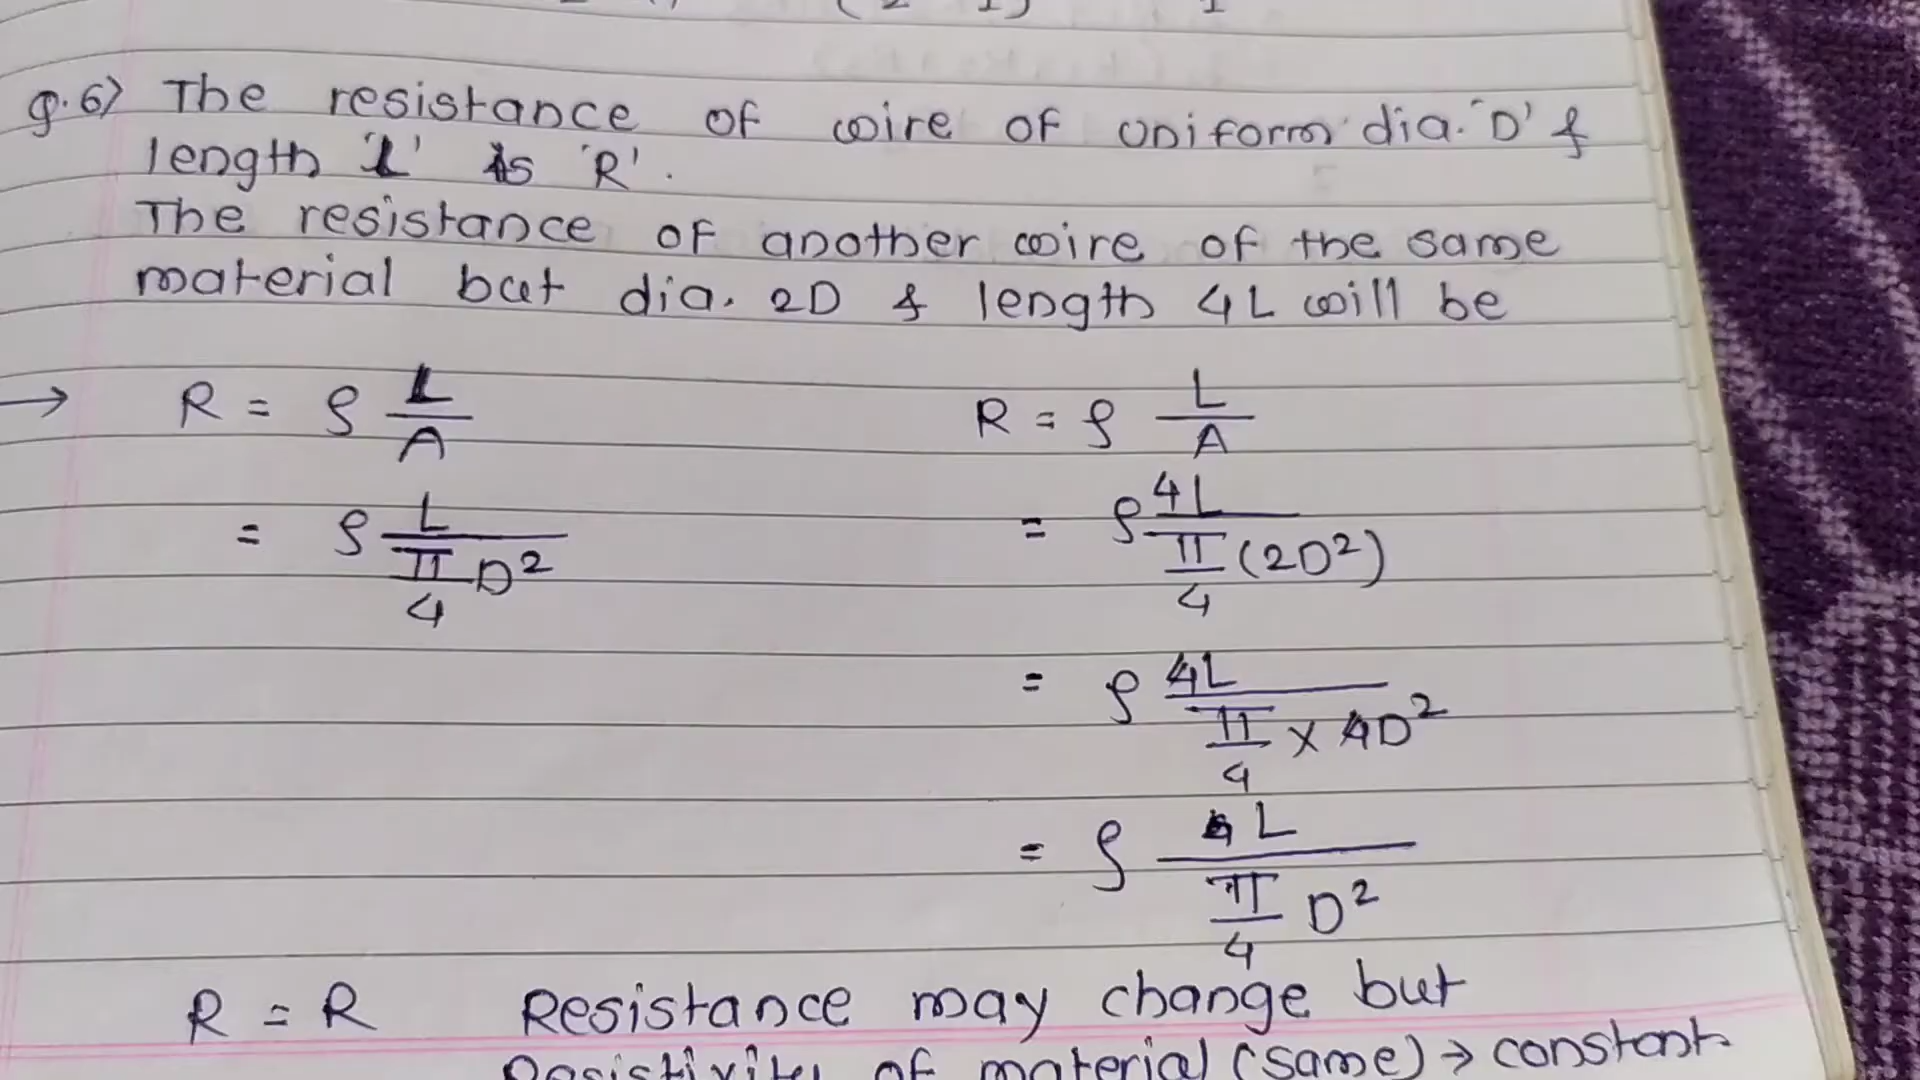 Q.6) The resistance of wire of uniform dia. 'D' &
length 'L' is 'R'.
The resistance of another wire of the same
material but dia. 2D & length 4L will be
→ R = ρ L/A R = ρ L/A
= ρ L/(π/4 D²) = ρ 4L/(π/4 (2D²))
= ρ 4L/(π/4 × 4D²)
= ρ L/(π/4 D²)
R = R Resistance may change but
Resistivity of material (same) → constant